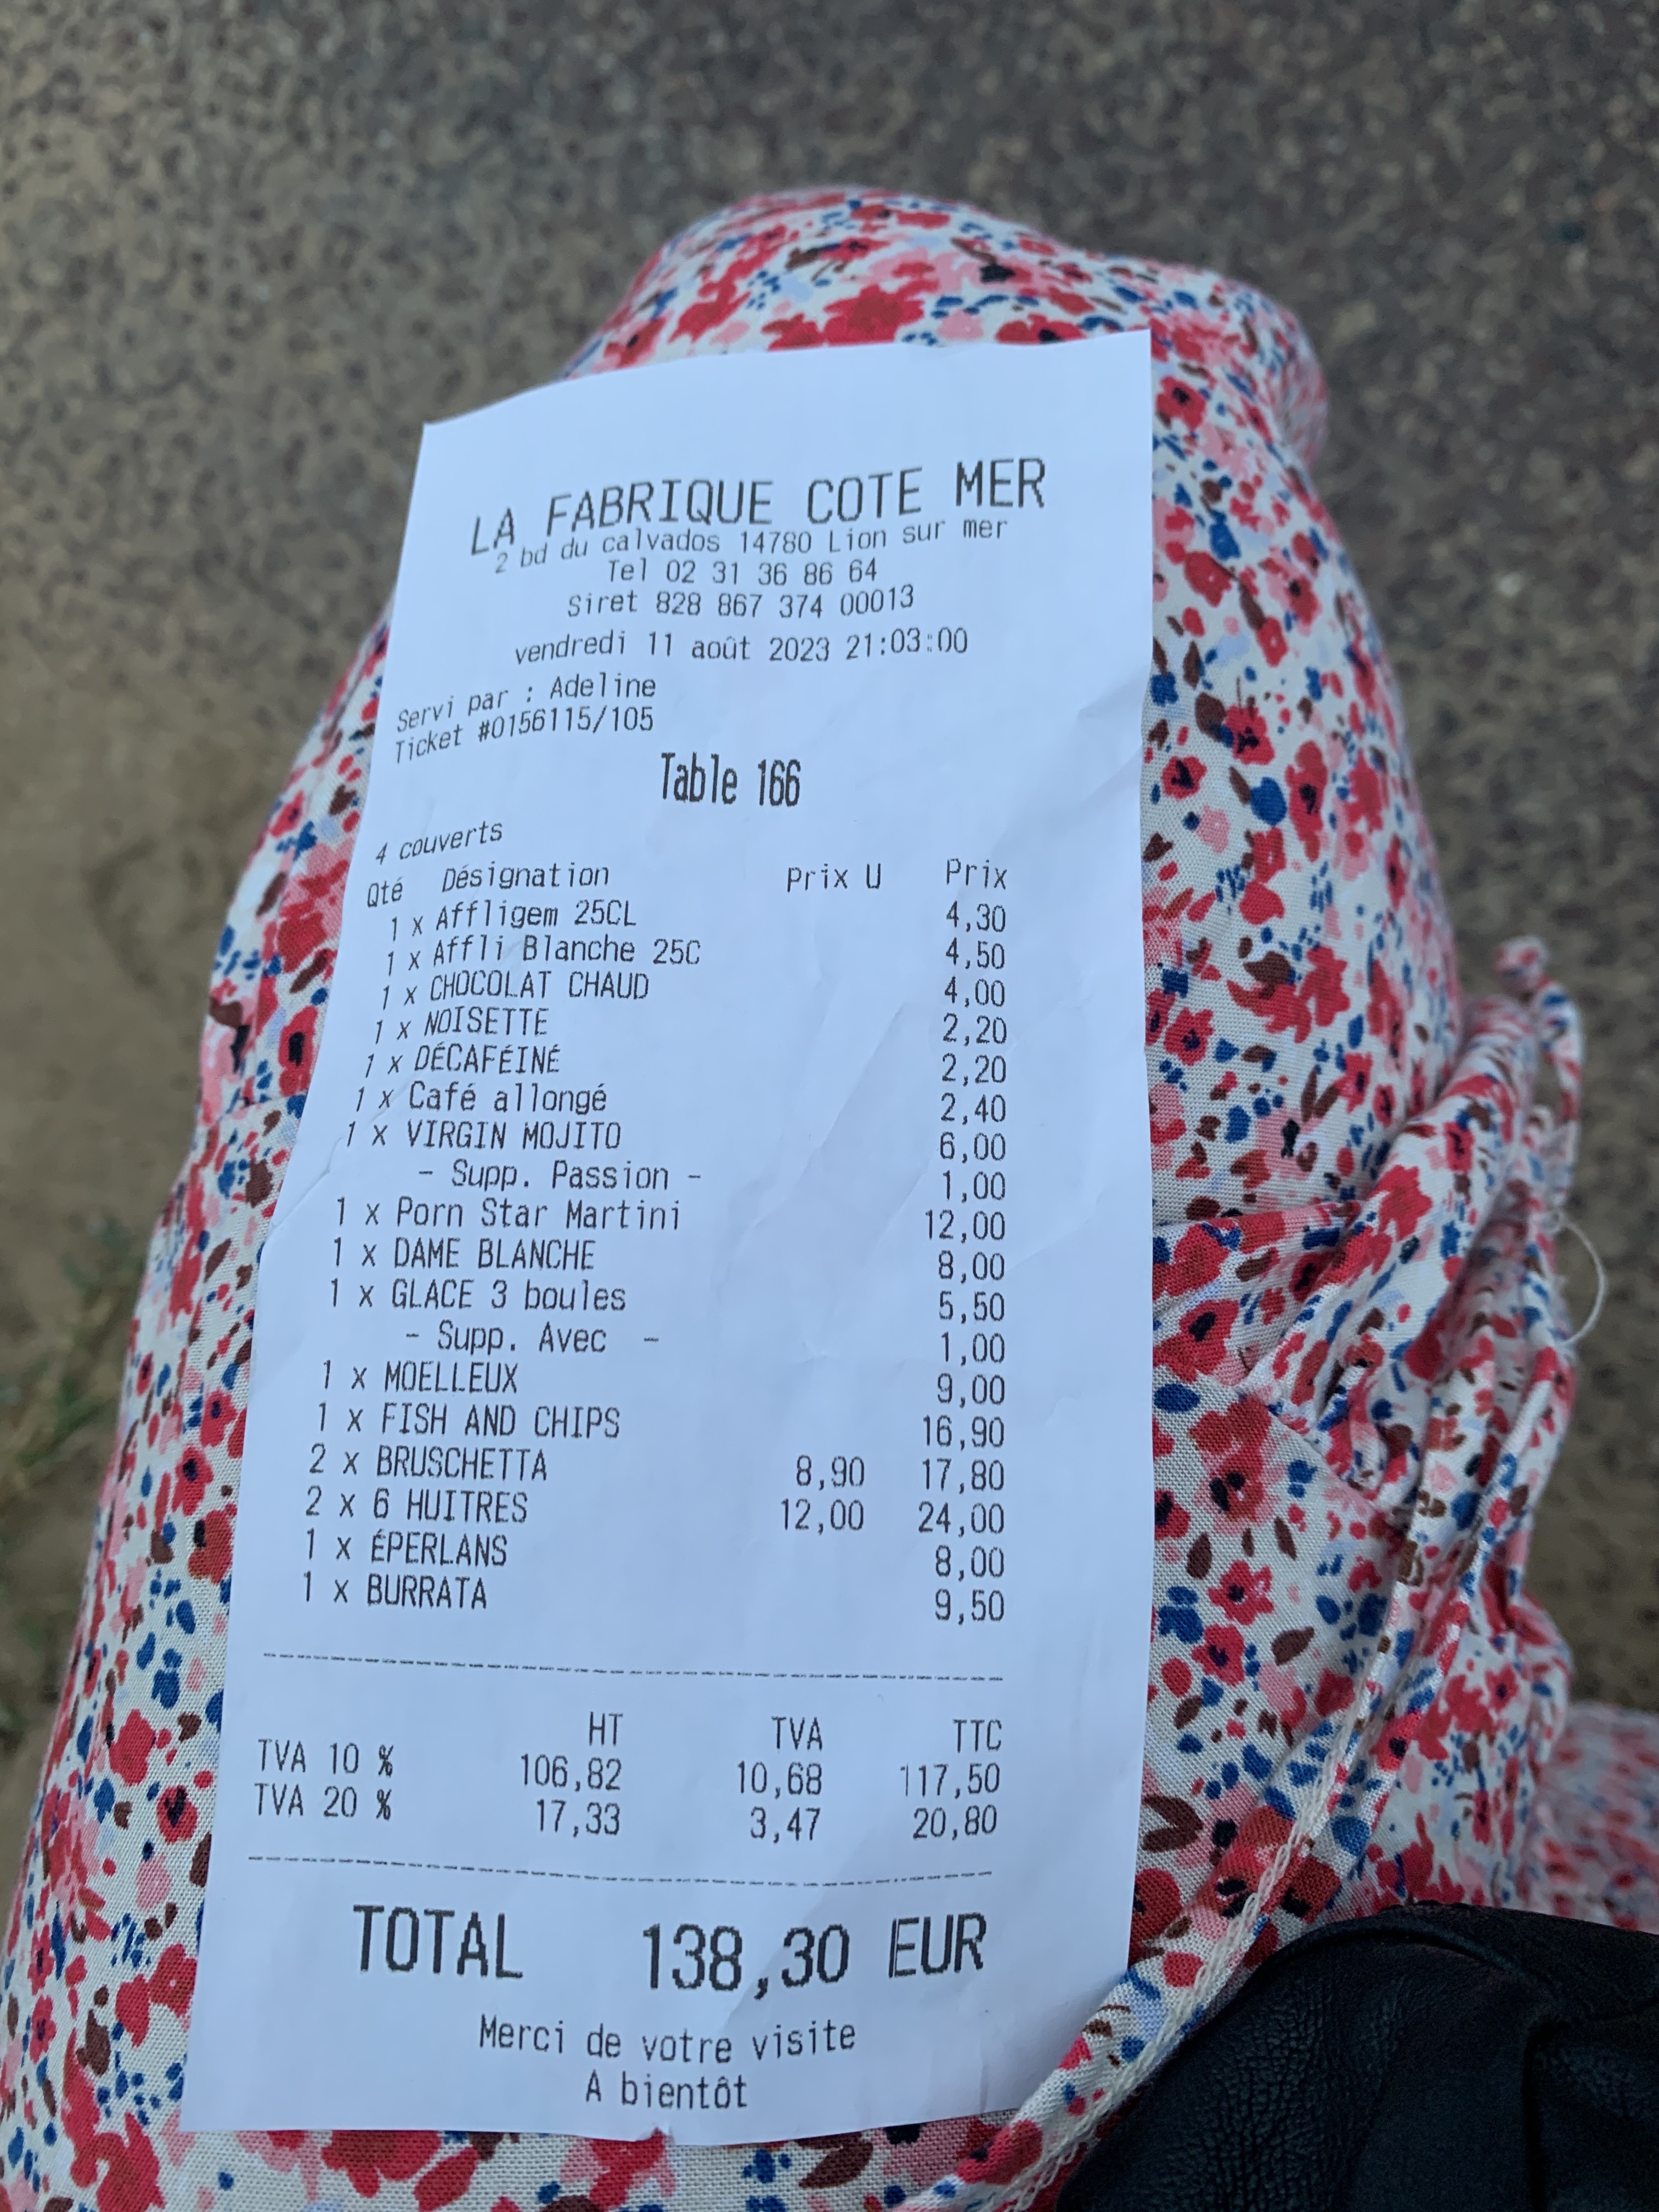 LA FABRIQUE COTE MER
2 bd du calvados 14780 Lion sur mer
Tel 02 31 36 86 64
Siret 828 867 374 00013
vendredi 11 août 2023 21:03:00
Servi par : Adeline
Ticket #0156115/105
Table 166
4 couverts
Qté Désignation Prix U Prix
1 x Affligem 25CL 4,30
1 x Affli Blanche 25C 4,50
1 x CHOCOLAT CHAUD 4,00
1 x NOISETTE 2,20
1 x DÉCAFÉINÉ 2,20
1 x Café allongé 2,40
1 x VIRGIN MOJITO 6,00
- Supp. Passion - 1,00
1 x Porn Star Martini 12,00
1 x DAME BLANCHE 8,00
1 x GLACE 3 boules 5,50
- Supp. Avec - 1,00
1 x MOELLEUX 9,00
1 x FISH AND CHIPS 16,90
2 x BRUSCHETTA 8,90 17,80
2 x 6 HUITRES 12,00 24,00
1 x ÉPERLANS 8,00
1 x BURRATA 9,50
HT TVA TTC
TVA 10 % 106,82 10,68 117,50
TVA 20 % 17,33 3,47 20,80
TOTAL 138,30 EUR
Merci de votre visite
A bientôt